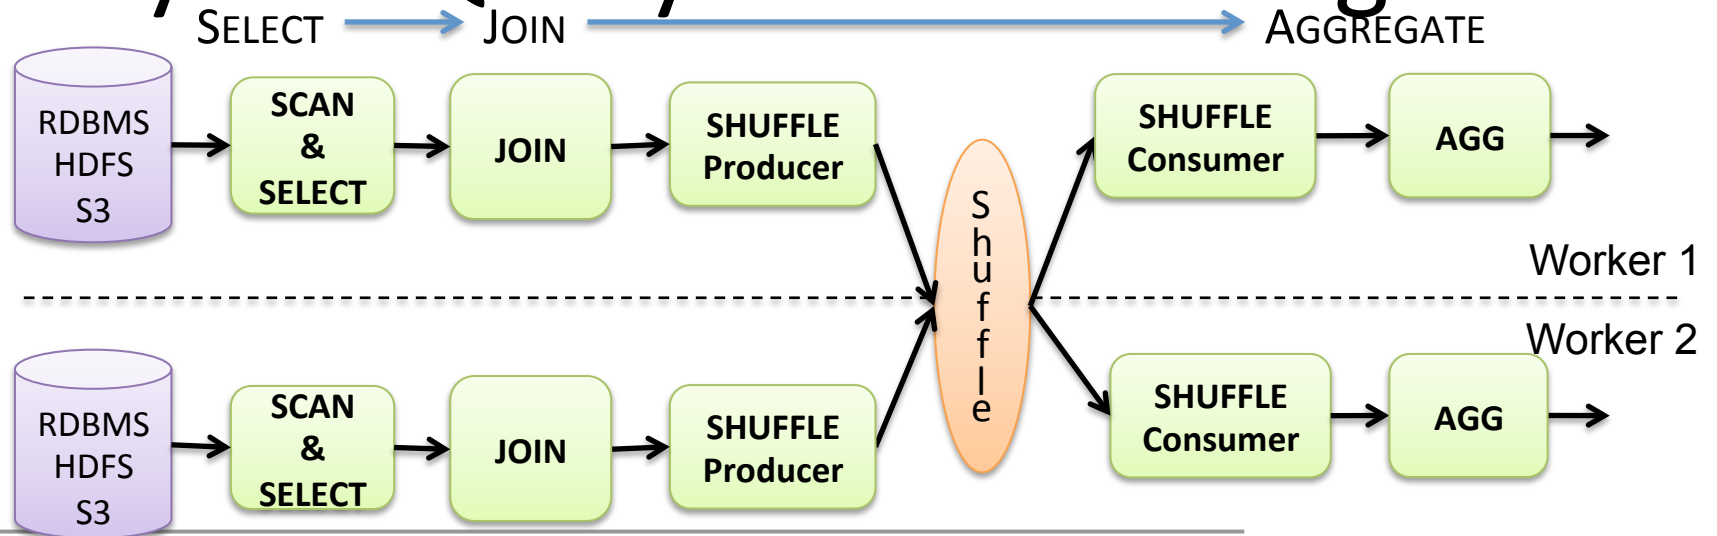 SELECT JOIN AGGREGATE
RDBMS
HDFS
S3
SCAN
&
SELECT
JOIN
SHUFFLE
Producer
Shuffle
SHUFFLE
Consumer
AGG
Worker 1
Worker 2
RDBMS
HDFS
S3
SCAN
&
SELECT
JOIN
SHUFFLE
Producer
SHUFFLE
Consumer
AGG